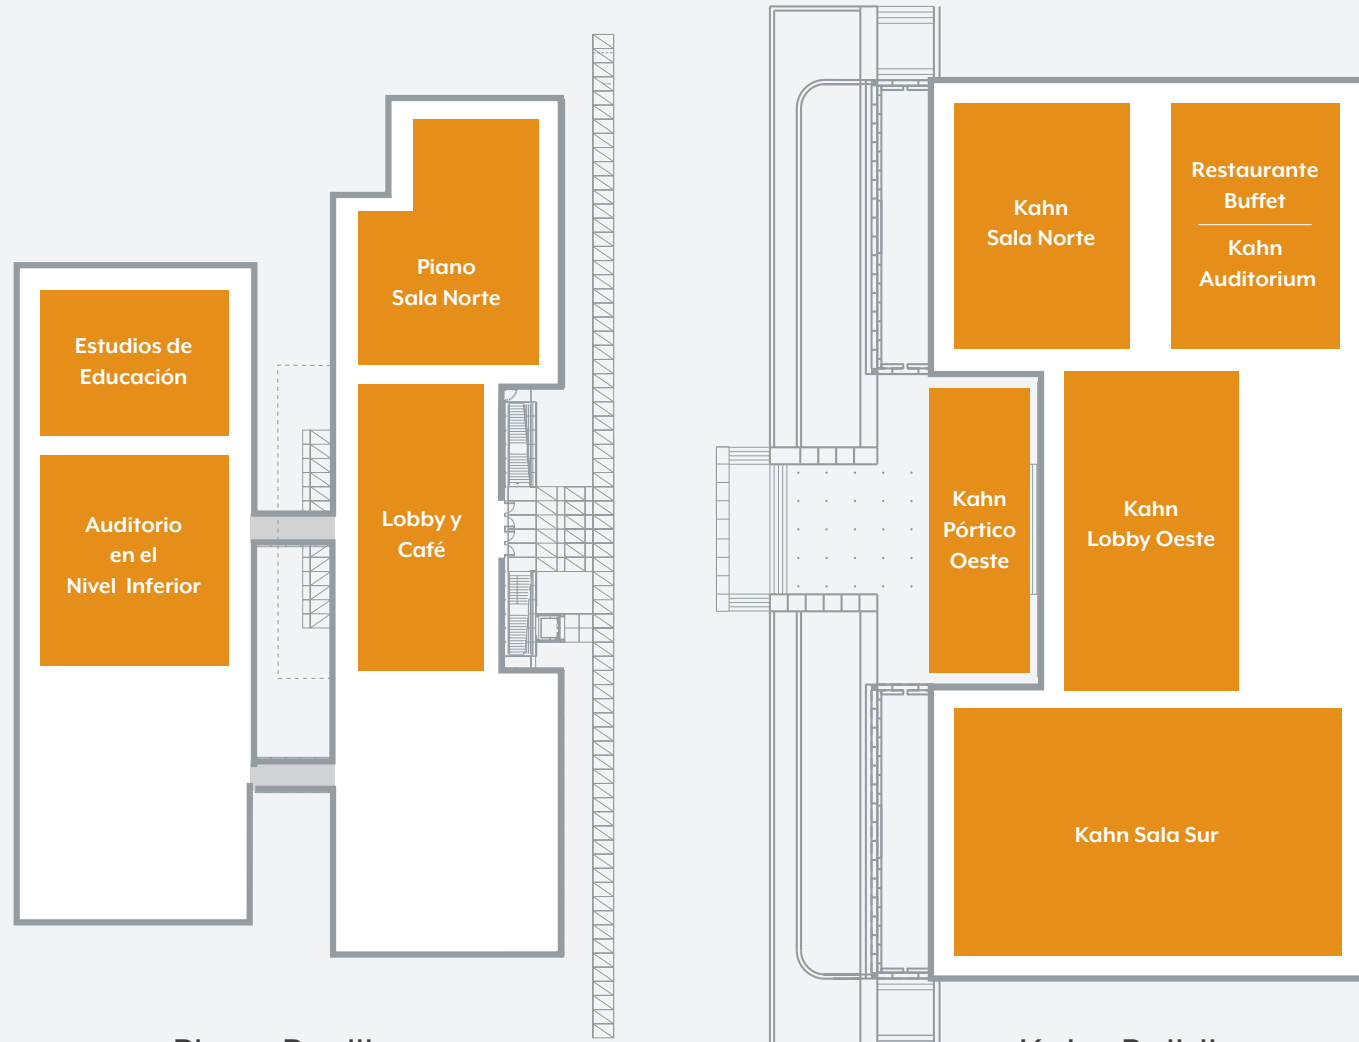 Piano
Sala Norte
Estudios de
Educación
Auditorio
en el
Nivel Inferior
Lobby y
Café
Kahn
Sala Norte
Restaurante
Buffet
Kahn
Auditorium
Kahn
Pórtico
Oeste
Kahn
Lobby Oeste
Kahn Sala Sur